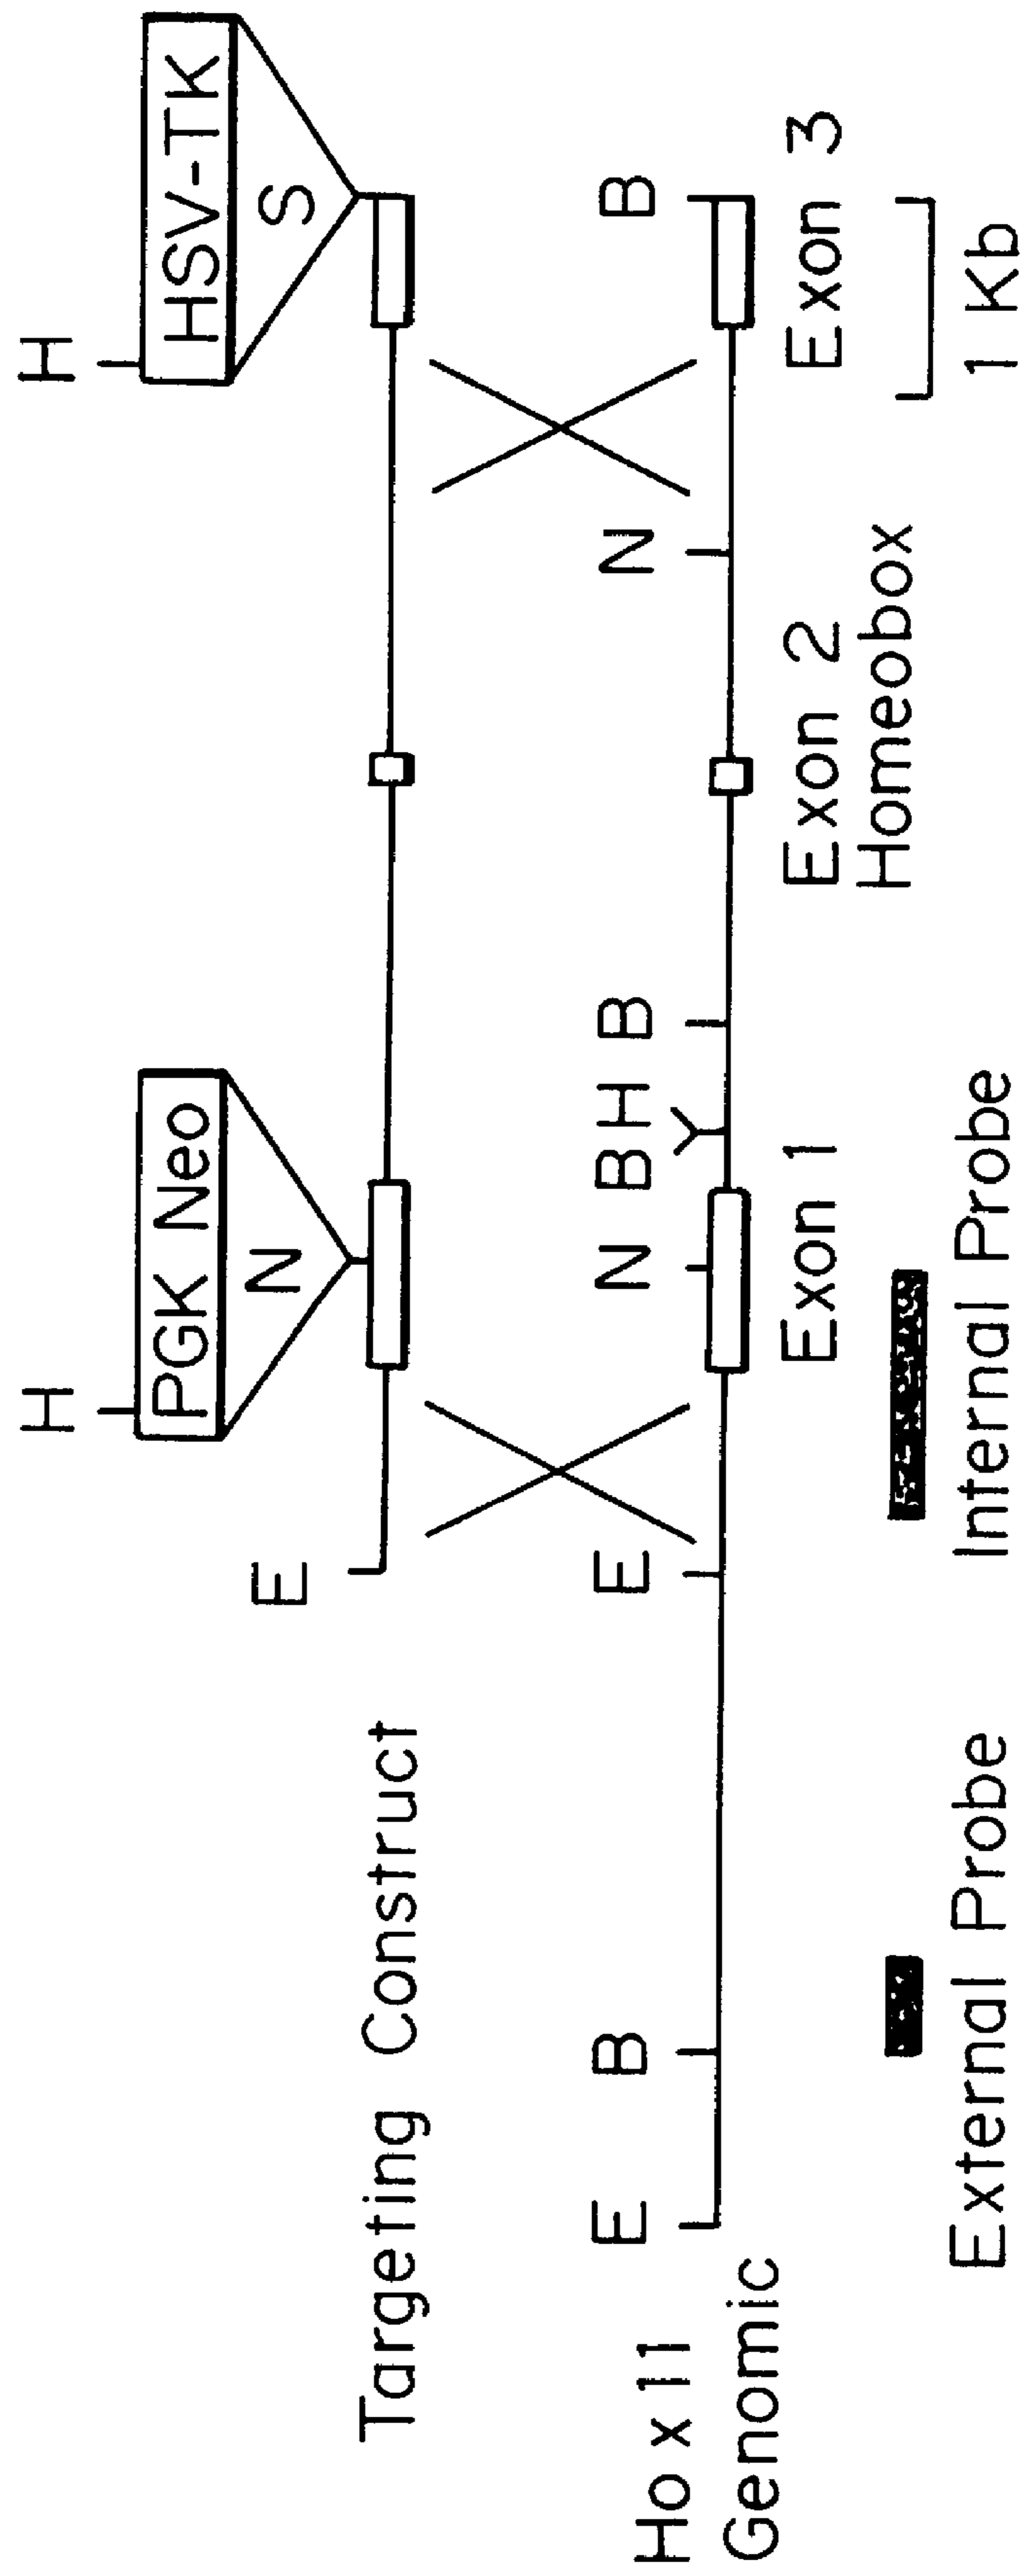 H H
PGK Neo HSV-TK
E N S
Targeting Construct
E B E N B H B N B
Hox11
Genomic
Exon 1 Exon 2 Exon 3
Homeobox
External Probe Internal Probe 1 Kb